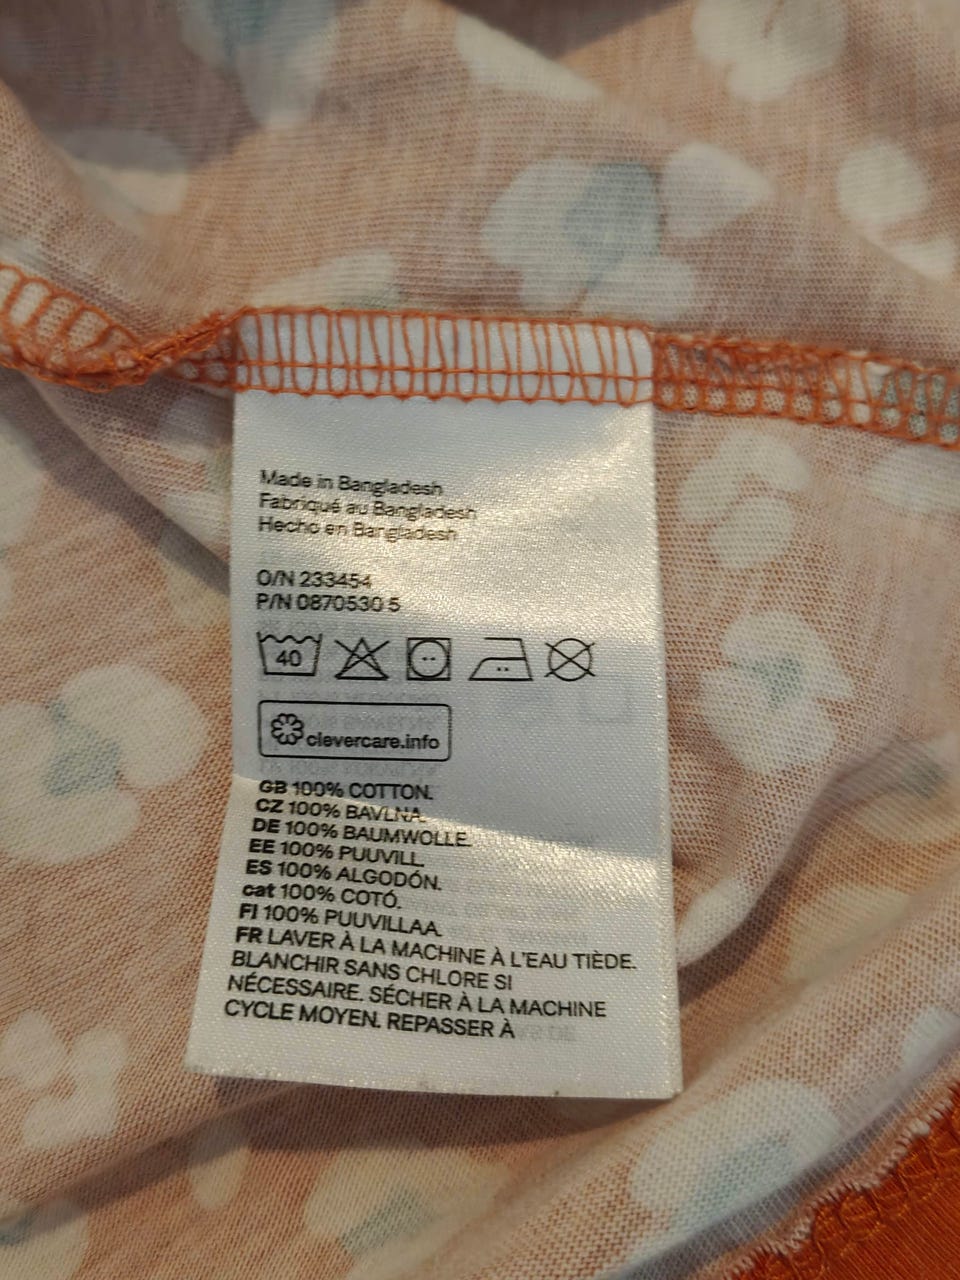 Made in Bangladesh
Fabriqué au Bangladesh
Hecho en Bangladesh
O/N 233454
P/N 0870530 5
40
clevercare.info
GB 100% COTTON.
CZ 100% BAVLNA.
DE 100% BAUMWOLLE.
EE 100% PUUVILL.
ES 100% ALGODÓN.
cat 100% COTÓ.
FI 100% PUUVILLAA.
FR LAVER À LA MACHINE À L'EAU TIÈDE.
BLANCHIR SANS CHLORE SI
NÉCESSAIRE. SÉCHER À LA MACHINE
CYCLE MOYEN. REPASSER À